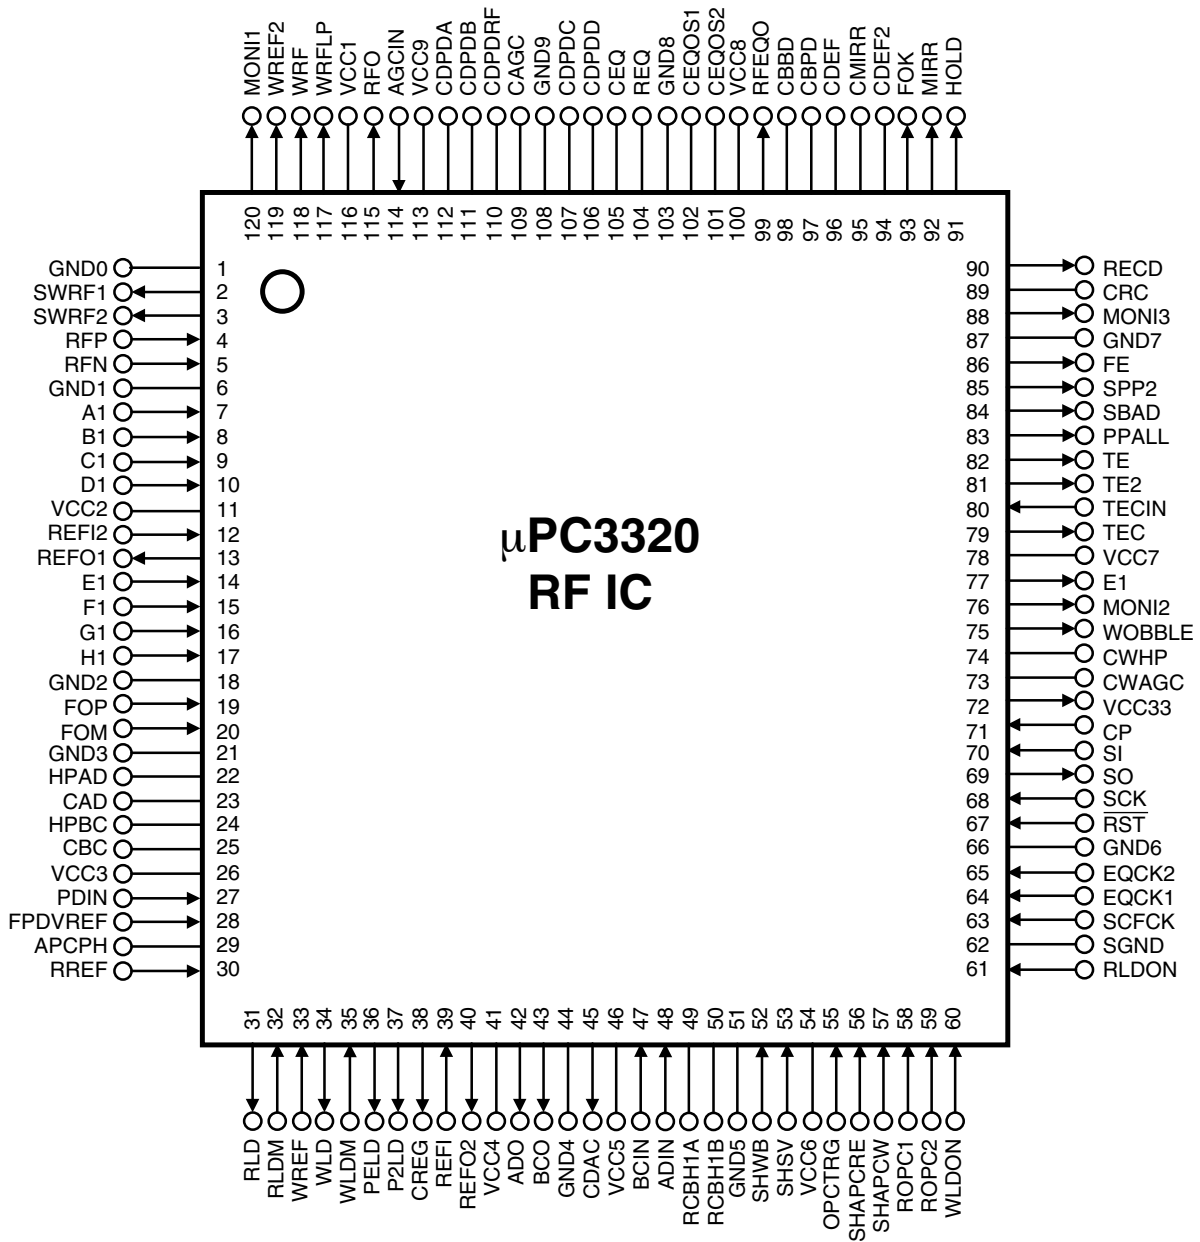 MONI1
WREF2
WRF
WRFLP
VCC1
RFO
AGCIN
VCC9
CDPDA
CDPDB
CDPDRF
CAGC
GND9
CDPDC
CDPDD
CEQ
REQ
GND8
CEQOS1
CEQOS2
VCC8
RFEQO
CBBD
CBPD
CDEF
CMIRR
CDEF2
FOK
MIRR
HOLD
120
119
118
117
116
115
114
113
112
111
110
109
108
107
106
105
104
103
102
101
100
99
98
97
96
95
94
93
92
91
GND0 1
SWRF1 2
SWRF2 3
RFP 4
RFN 5
GND1 6
A1 7
B1 8
C1 9
D1 10
VCC2 11
REFI2 12
REFO1 13
E1 14
F1 15
G1 16
H1 17
GND2 18
FOP 19
FOM 20
GND3 21
HPAD 22
CAD 23
HPBC 24
CBC 25
VCC3 26
PDIN 27
FPDVREF 28
APCPH 29
RREF 30
µPC3320
RF IC
90 RECD
89 CRC
88 MONI3
87 GND7
86 FE
85 SPP2
84 SBAD
83 PPALL
82 TE
81 TE2
80 TECIN
79 TEC
78 VCC7
77 E1
76 MONI2
75 WOBBLE
74 CWHP
73 CWAGC
72 VCC33
71 CP
70 SI
69 SO
68 SCK
67 RST
66 GND6
65 EQCK2
64 EQCK1
63 SCFCK
62 SGND
61 RLDON
31
32
33
34
35
36
37
38
39
40
41
42
43
44
45
46
47
48
49
50
51
52
53
54
55
56
57
58
59
60
RLD
RLDM
WREF
WLD
WLDM
PELD
P2LD
CREG
REFI
REFO2
VCC4
ADO
BCO
GND4
CDAC
VCC5
BCIN
ADIN
RCBH1A
RCBH1B
GND5
SHWB
SHSV
VCC6
OPCTRG
SHAPCRE
SHAPCW
ROPC1
ROPC2
WLDON